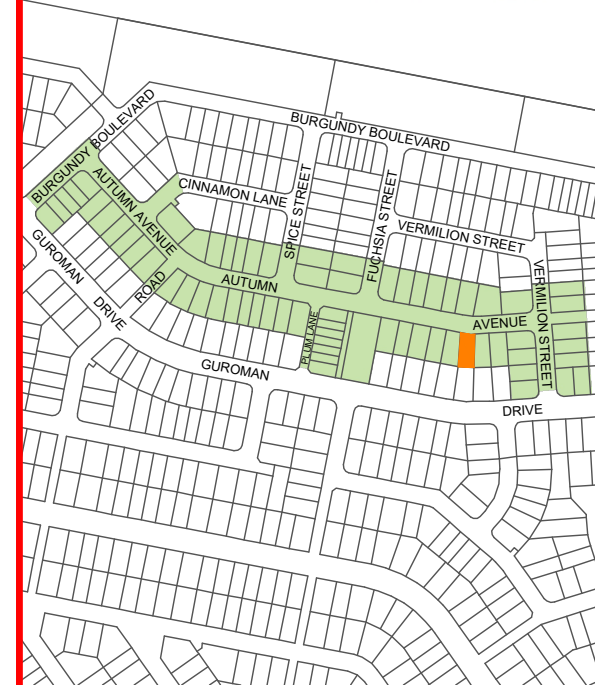 BURGUNDY BOULEVARD
BURGUNDY BOULEVARD
AUTUMN AVENUE
CINNAMON LANE
SPICE STREET
FUCHSIA STREET
VERMILION STREET
GUROMAN
DRIVE
ROAD
AUTUMN
AVENUE
VERMILION STREET
PLUM LANE
GUROMAN
DRIVE